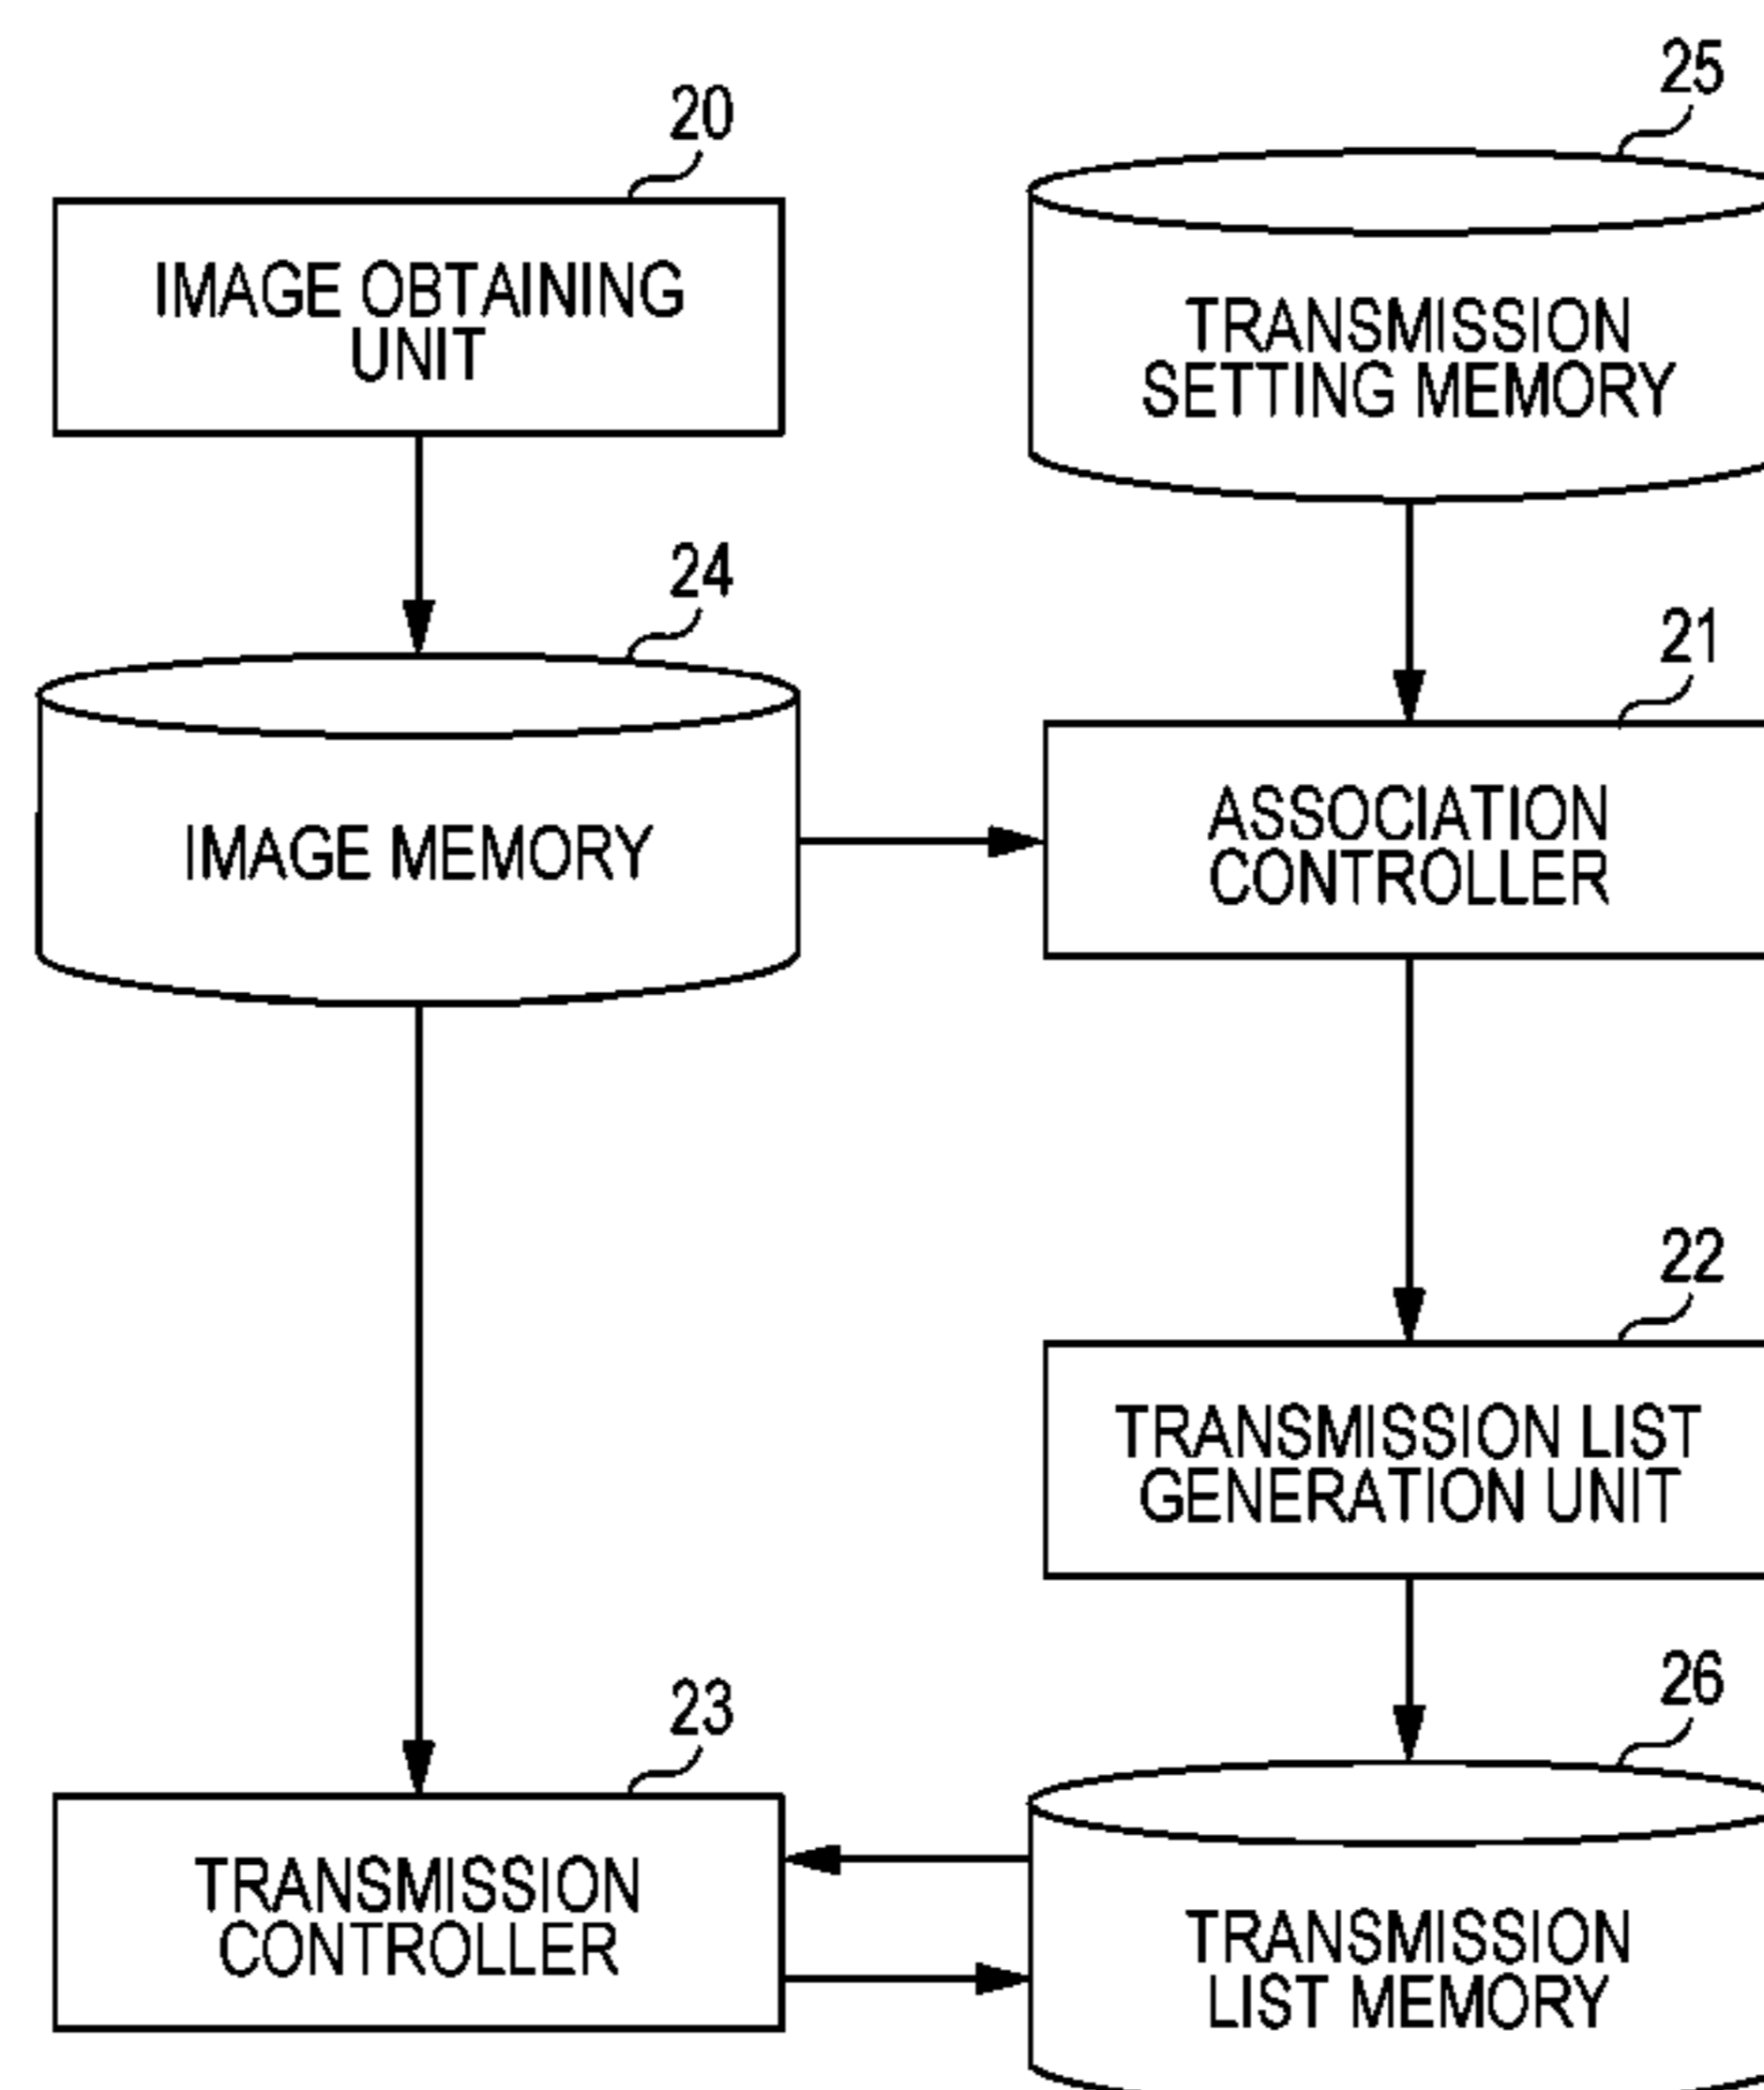 25
20
IMAGE OBTAINING
UNIT
TRANSMISSION
SETTING MEMORY
24
21
IMAGE MEMORY
ASSOCIATION
CONTROLLER
22
TRANSMISSION LIST
GENERATION UNIT
23
26
TRANSMISSION
CONTROLLER
TRANSMISSION
LIST MEMORY